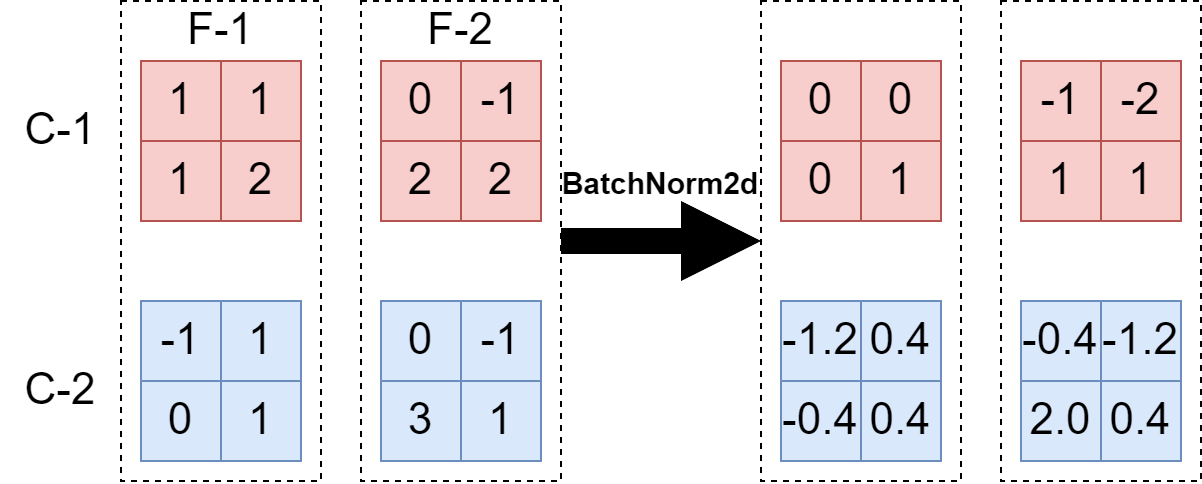 F-1 F-2
C-1
1 1 0 -1 0 0 -1 -2
1 2 2 2 0 1 1 1
BatchNorm2d
-1 1 0 -1 -1.2 0.4 -0.4 -1.2
C-2
0 1 3 1 -0.4 0.4 2.0 0.4